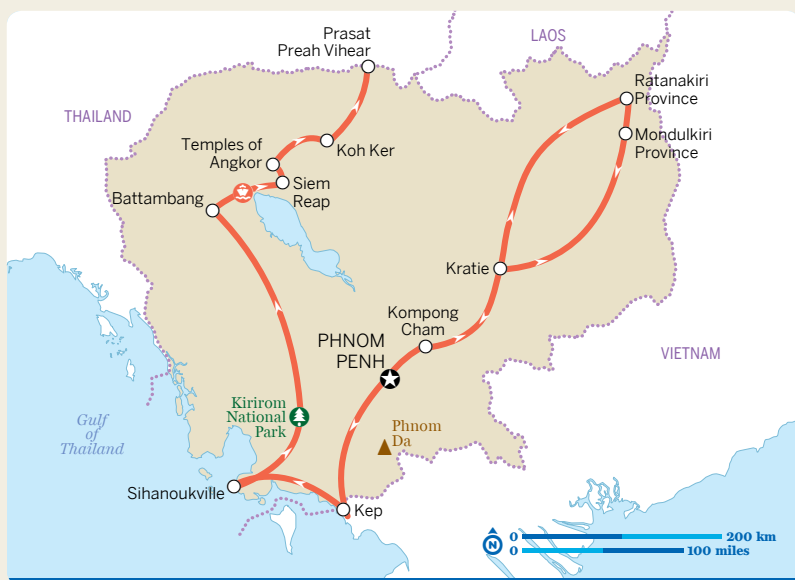 Prasat
Preah Vihear
LAOS
Ratanakiri
Province
THAILAND
Mondulkiri
Province
Temples of
Angkor
Koh Ker
Siem
Reap
Battambang
Kratie
Kompong
Cham
PHNOM
PENH
VIETNAM
Kirirom
National
Park
Phnom
Da
Gulf
of
Thailand
Sihanoukville
Kep
N
0 200 km
0 100 miles